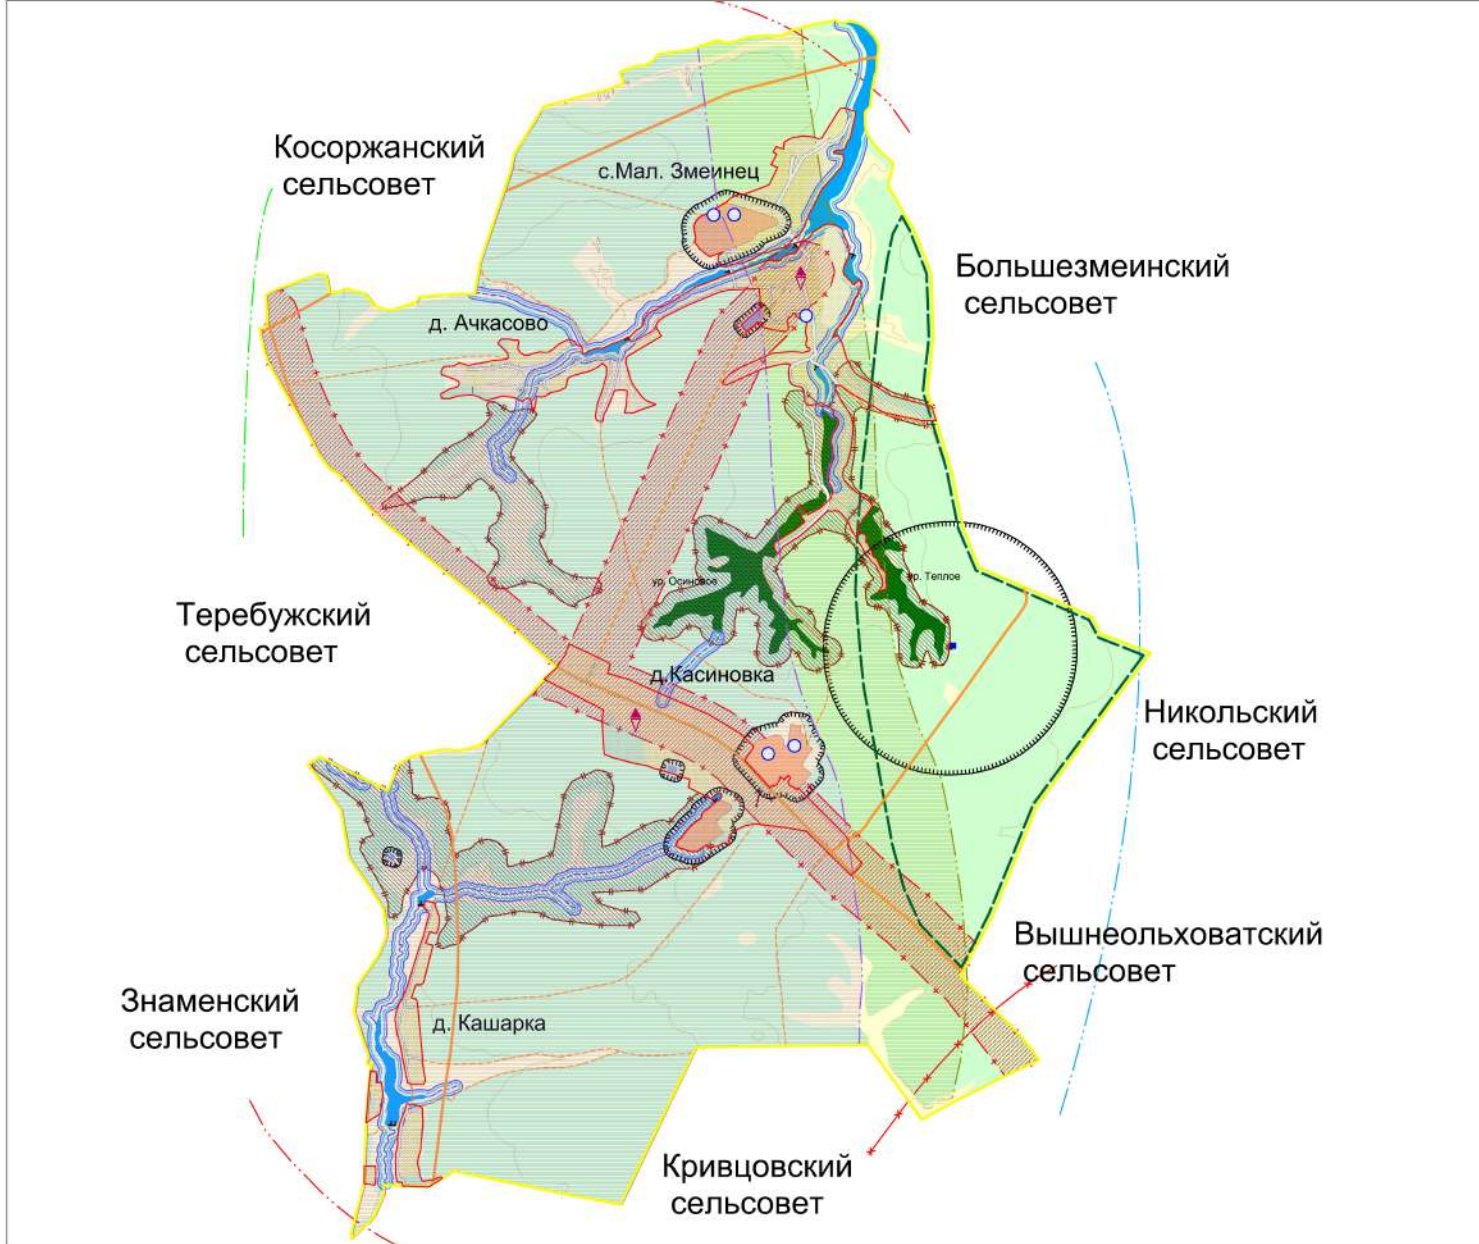 Косоржанский
сельсовет
с.Мал. Змеинец
Большезмеинский
сельсовет
д. Ачкасово
ур. Осиновое
ур. Теплое
Теребужский
сельсовет
д.Касиновка
Никольский
сельсовет
Вышнеольховатский
сельсовет
Знаменский
сельсовет
д. Кашарка
Кривцовский
сельсовет